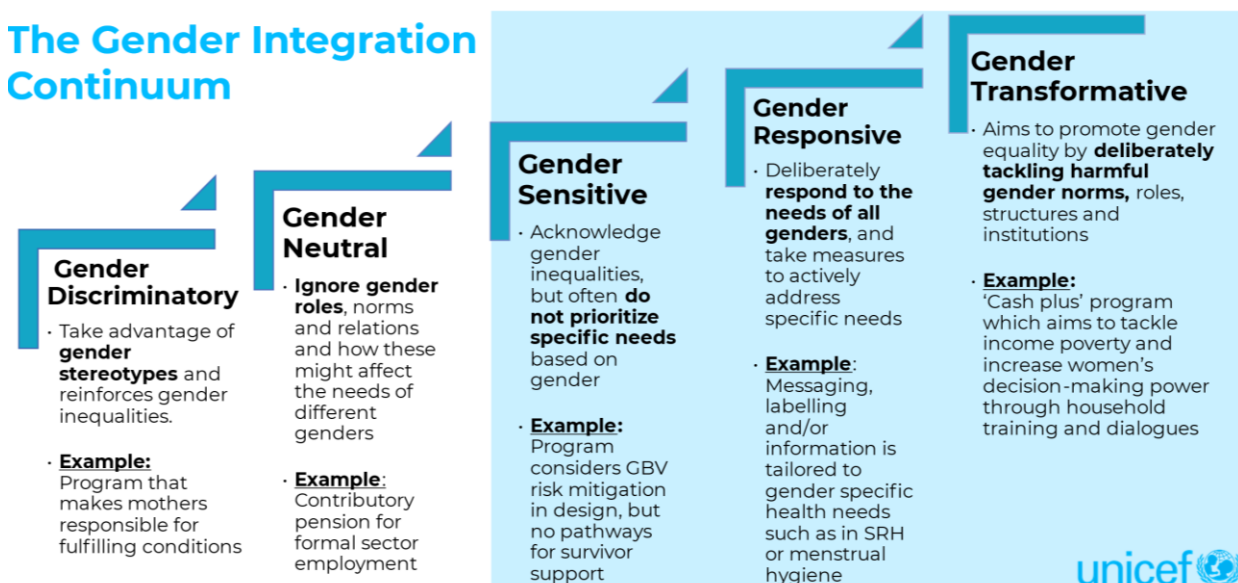 The Gender Integration
Continuum
Gender
Discriminatory
· Take advantage of
gender
stereotypes and
reinforces gender
inequalities.
· Example:
Program that
makes mothers
responsible for
fulfilling conditions
Gender
Neutral
· Ignore gender
roles, norms
and relations
and how these
might affect
the needs of
different
genders
· Example:
Contributory
pension for
formal sector
employment
Gender
Sensitive
· Acknowledge
gender
inequalities,
but often do
not prioritize
specific needs
based on
gender
· Example:
Program
considers GBV
risk mitigation
in design, but
no pathways
for survivor
support
Gender
Responsive
· Deliberately
respond to the
needs of all
genders, and
take measures
to actively
address
specific needs
· Example:
Messaging,
labelling
and/or
information is
tailored to
gender specific
health needs
such as in SRH
or menstrual
hygiene
Gender
Transformative
· Aims to promote gender
equality by deliberately
tackling harmful
gender norms, roles,
structures and
institutions
· Example:
‘Cash plus’ program
which aims to tackle
income poverty and
increase women’s
decision-making power
through household
training and dialogues
unicef